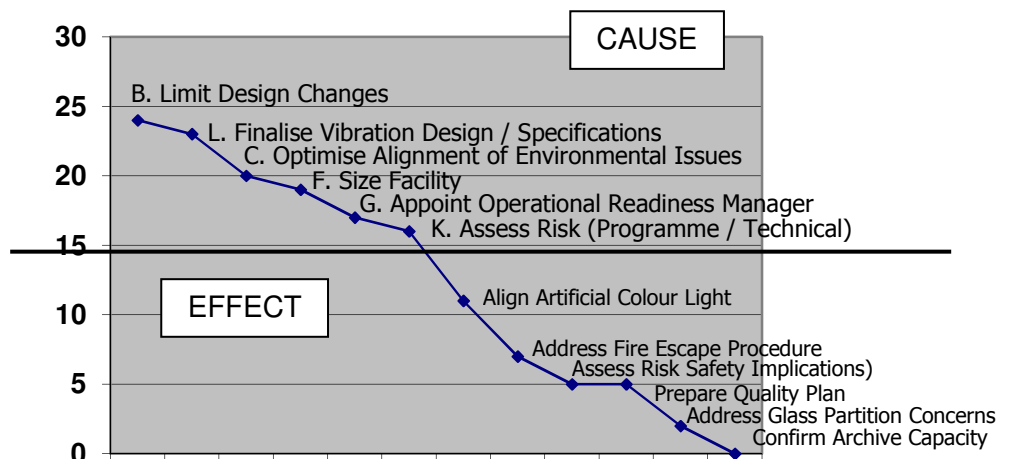 30
CAUSE
25
B. Limit Design Changes
L. Finalise Vibration Design / Specifications
C. Optimise Alignment of Environmental Issues
20
F. Size Facility
G. Appoint Operational Readiness Manager
K. Assess Risk (Programme / Technical)
15
EFFECT
Align Artificial Colour Light
10
Address Fire Escape Procedure
Assess Risk Safety Implications)
5
Prepare Quality Plan
Address Glass Partition Concerns
Confirm Archive Capacity
0